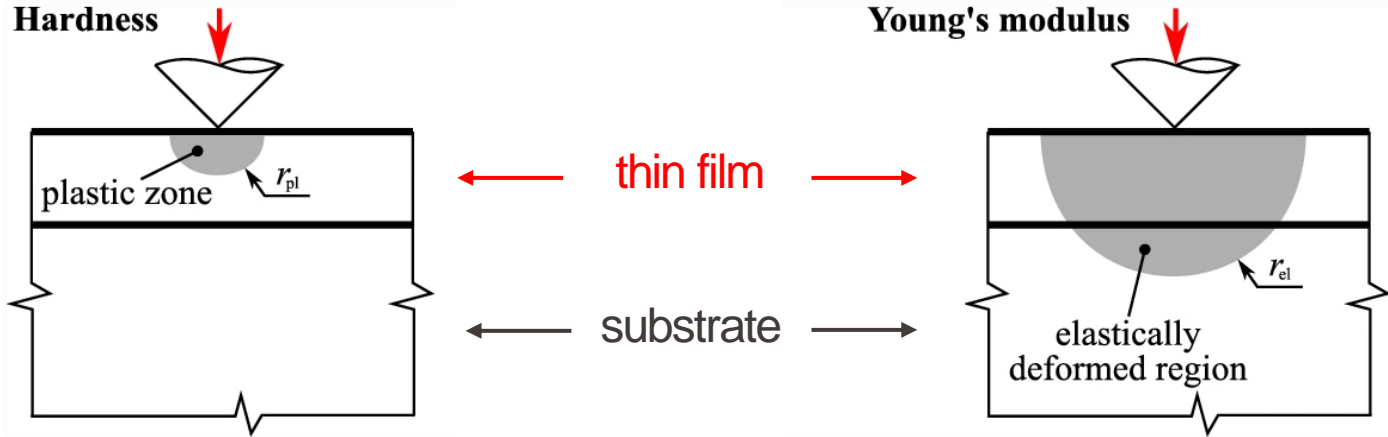 Hardness
Young's modulus
plastic zone
r_pl
thin film
substrate
r_el
elastically
deformed region